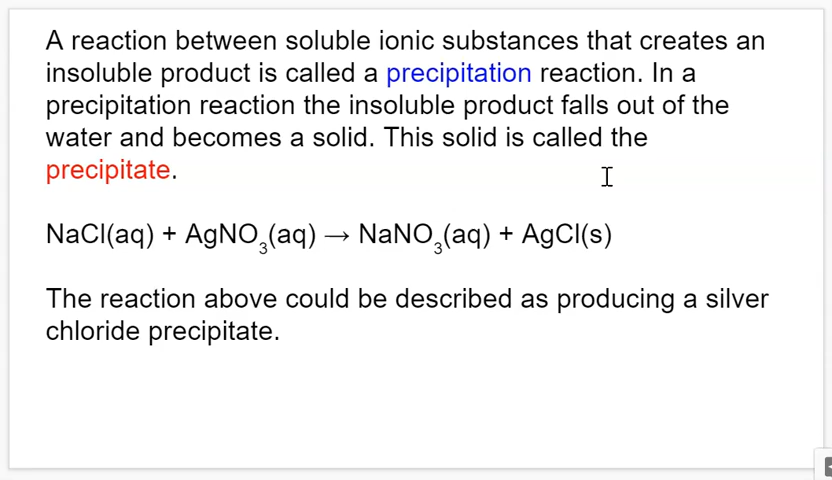 A reaction between soluble ionic substances that creates an
insoluble product is called a precipitation reaction. In a
precipitation reaction the insoluble product falls out of the
water and becomes a solid. This solid is called the
precipitate.
NaCl(aq) + AgNO₃(aq) → NaNO₃(aq) + AgCl(s)
The reaction above could be described as producing a silver
chloride precipitate.